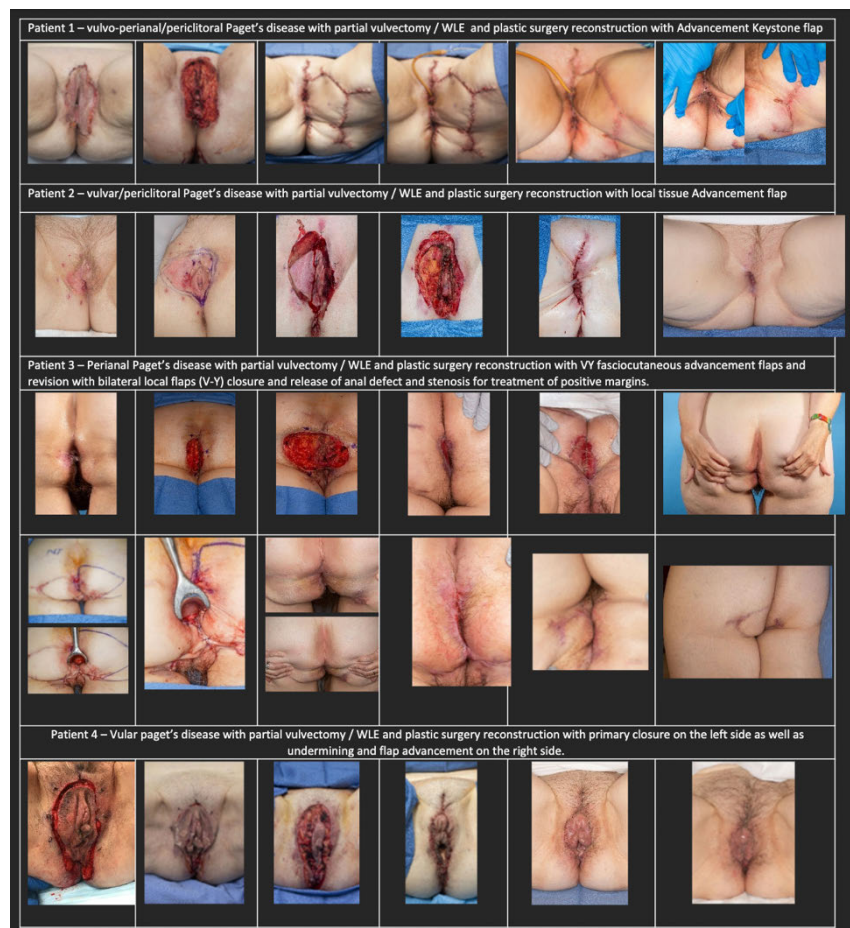 Patient 1 – vulvo-perianal/periclitoral Paget's disease with partial vulvectomy / WLE  and plastic surgery reconstruction with Advancement Keystone flap
Patient 2 – vulvar/periclitoral Paget's disease with partial vulvectomy / WLE and plastic surgery reconstruction with local tissue Advancement flap
Patient 3 – Perianal Paget's disease with partial vulvectomy / WLE and plastic surgery reconstruction with VY fasciocutaneous advancement flaps and
revision with bilateral local flaps (V-Y) closure and release of anal defect and stenosis for treatment of positive margins.
Patient 4 – Vular paget's disease with partial vulvectomy / WLE and plastic surgery reconstruction with primary closure on the left side as well as
undermining and flap advancement on the right side.